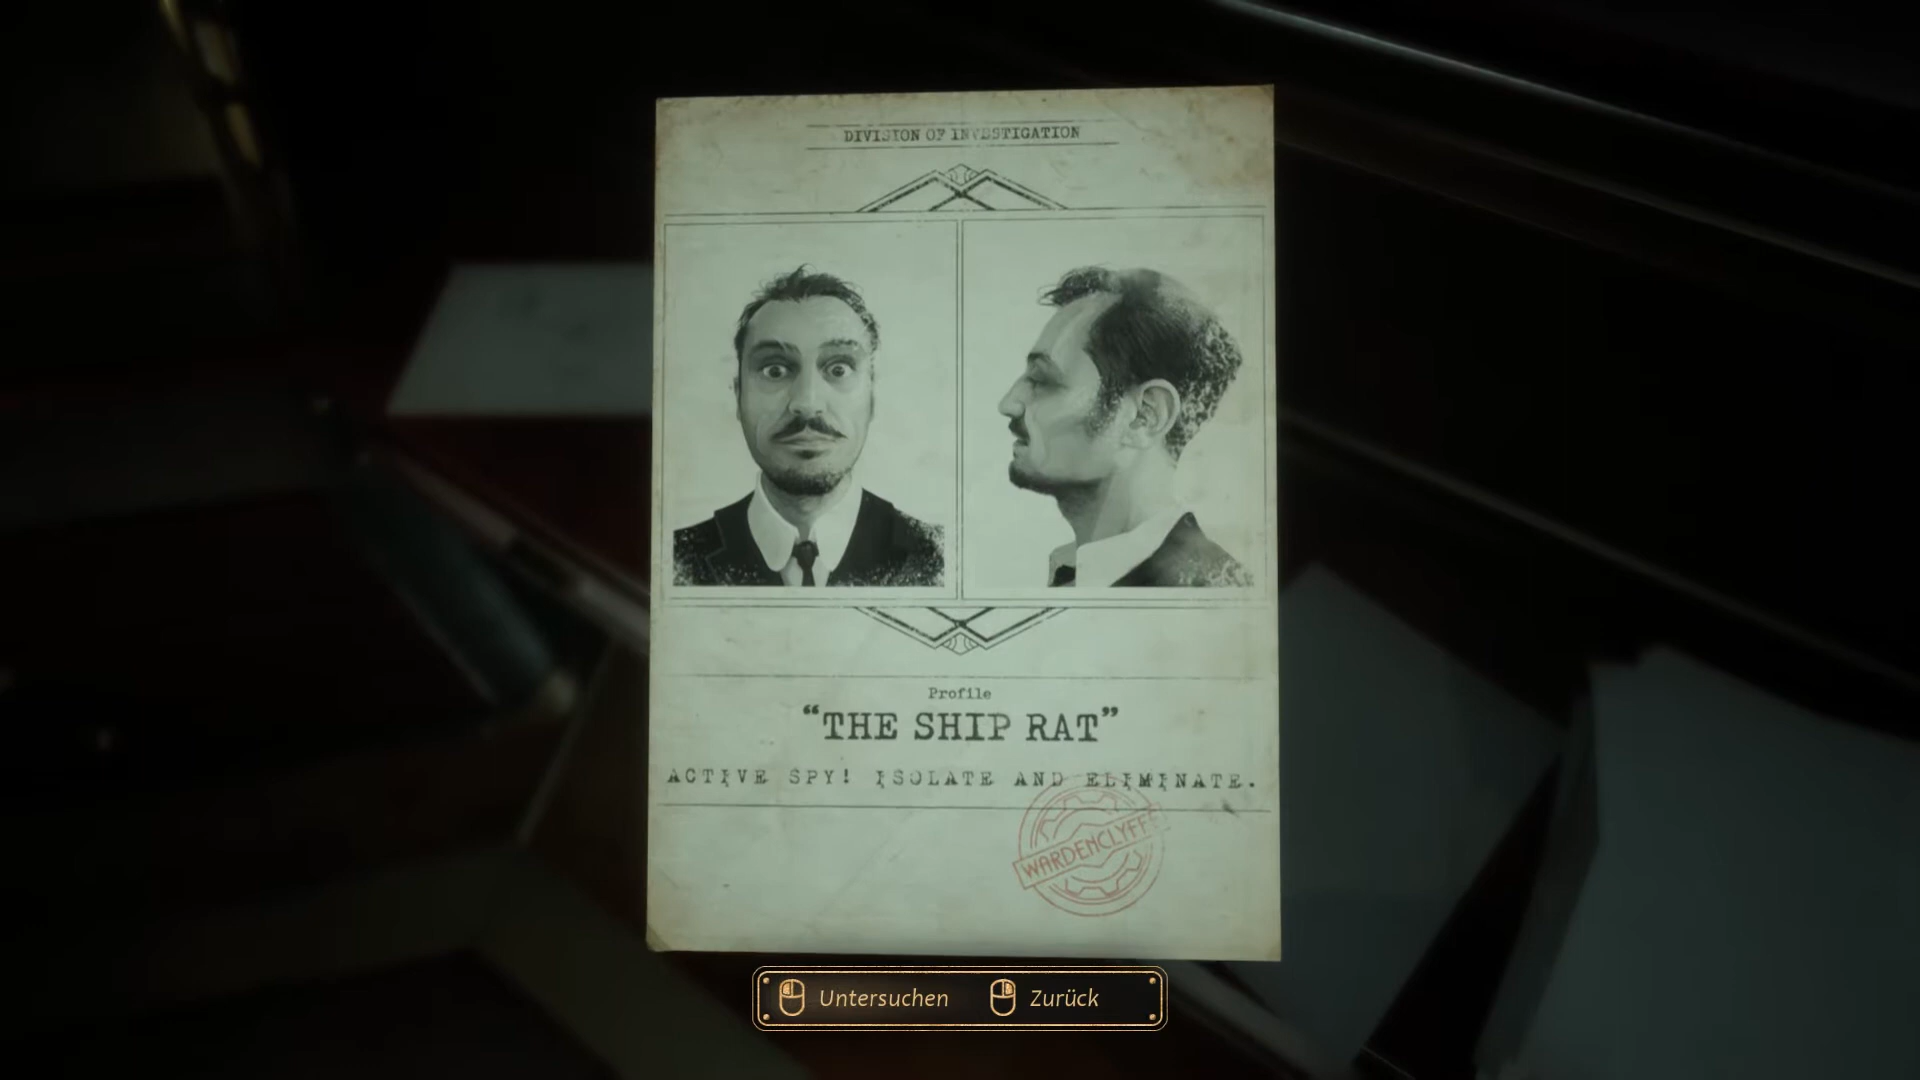 DIVISION OF INVESTIGATION
Profile
“THE SHIP RAT”
ACTIVE SPY! ISOLATE AND ELIMINATE.
WARDENCLYFFE
Untersuchen Zurück